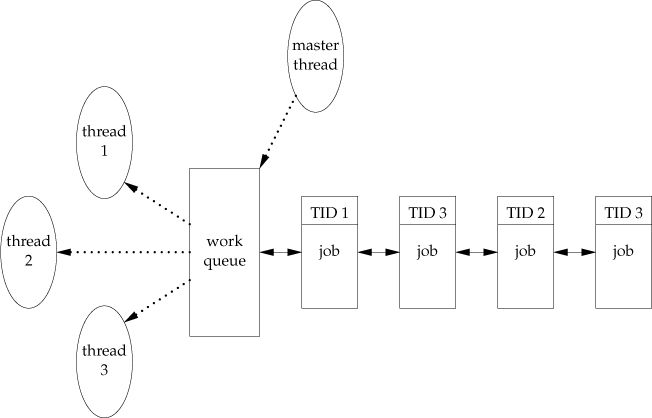 master
thread
thread
1
thread
2
thread
3
work
queue
TID 1
job
TID 3
job
TID 2
job
TID 3
job